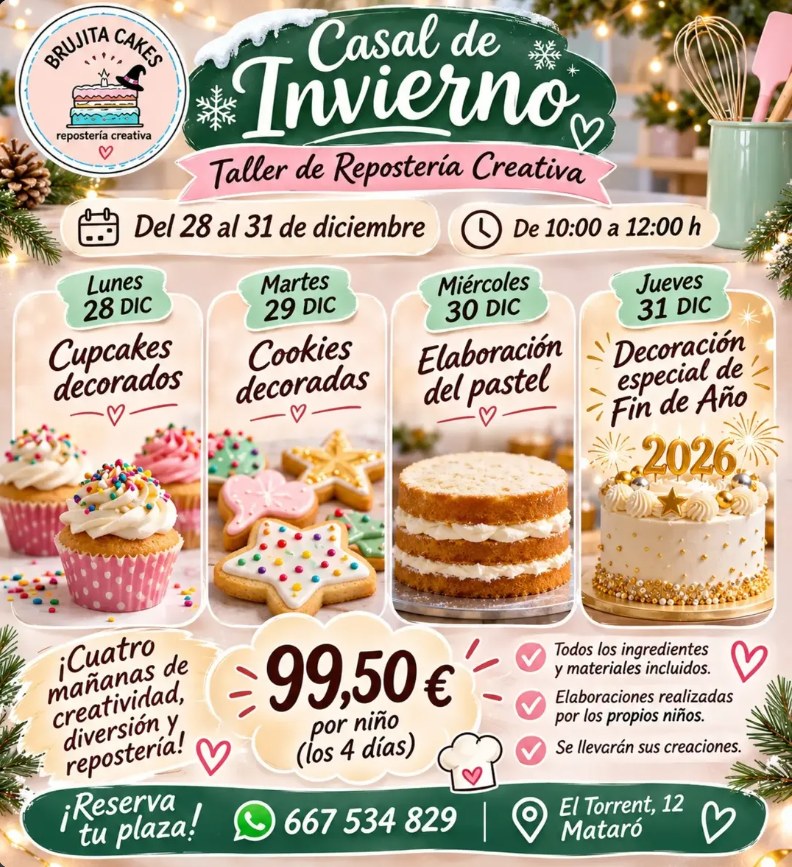 BRUJITA CAKES
repostería creativa
Casal de
Invierno
Taller de Repostería Creativa
Del 28 al 31 de diciembre
De 10:00 a 12:00 h
Lunes
28 DIC
Cupcakes
decorados
Martes
29 DIC
Cookies
decoradas
Miércoles
30 DIC
Elaboración
del pastel
Jueves
31 DIC
Decoración
especial de
Fin de Año
2026
¡Cuatro
mañanas de
creatividad,
diversión y
repostería!
99,50 €
por niño
(los 4 días)
Todos los ingredientes
y materiales incluidos.
Elaboraciones realizadas
por los propios niños.
Se llevarán sus creaciones.
¡Reserva
tu plaza!
667 534 829
El Torrent, 12
Mataró